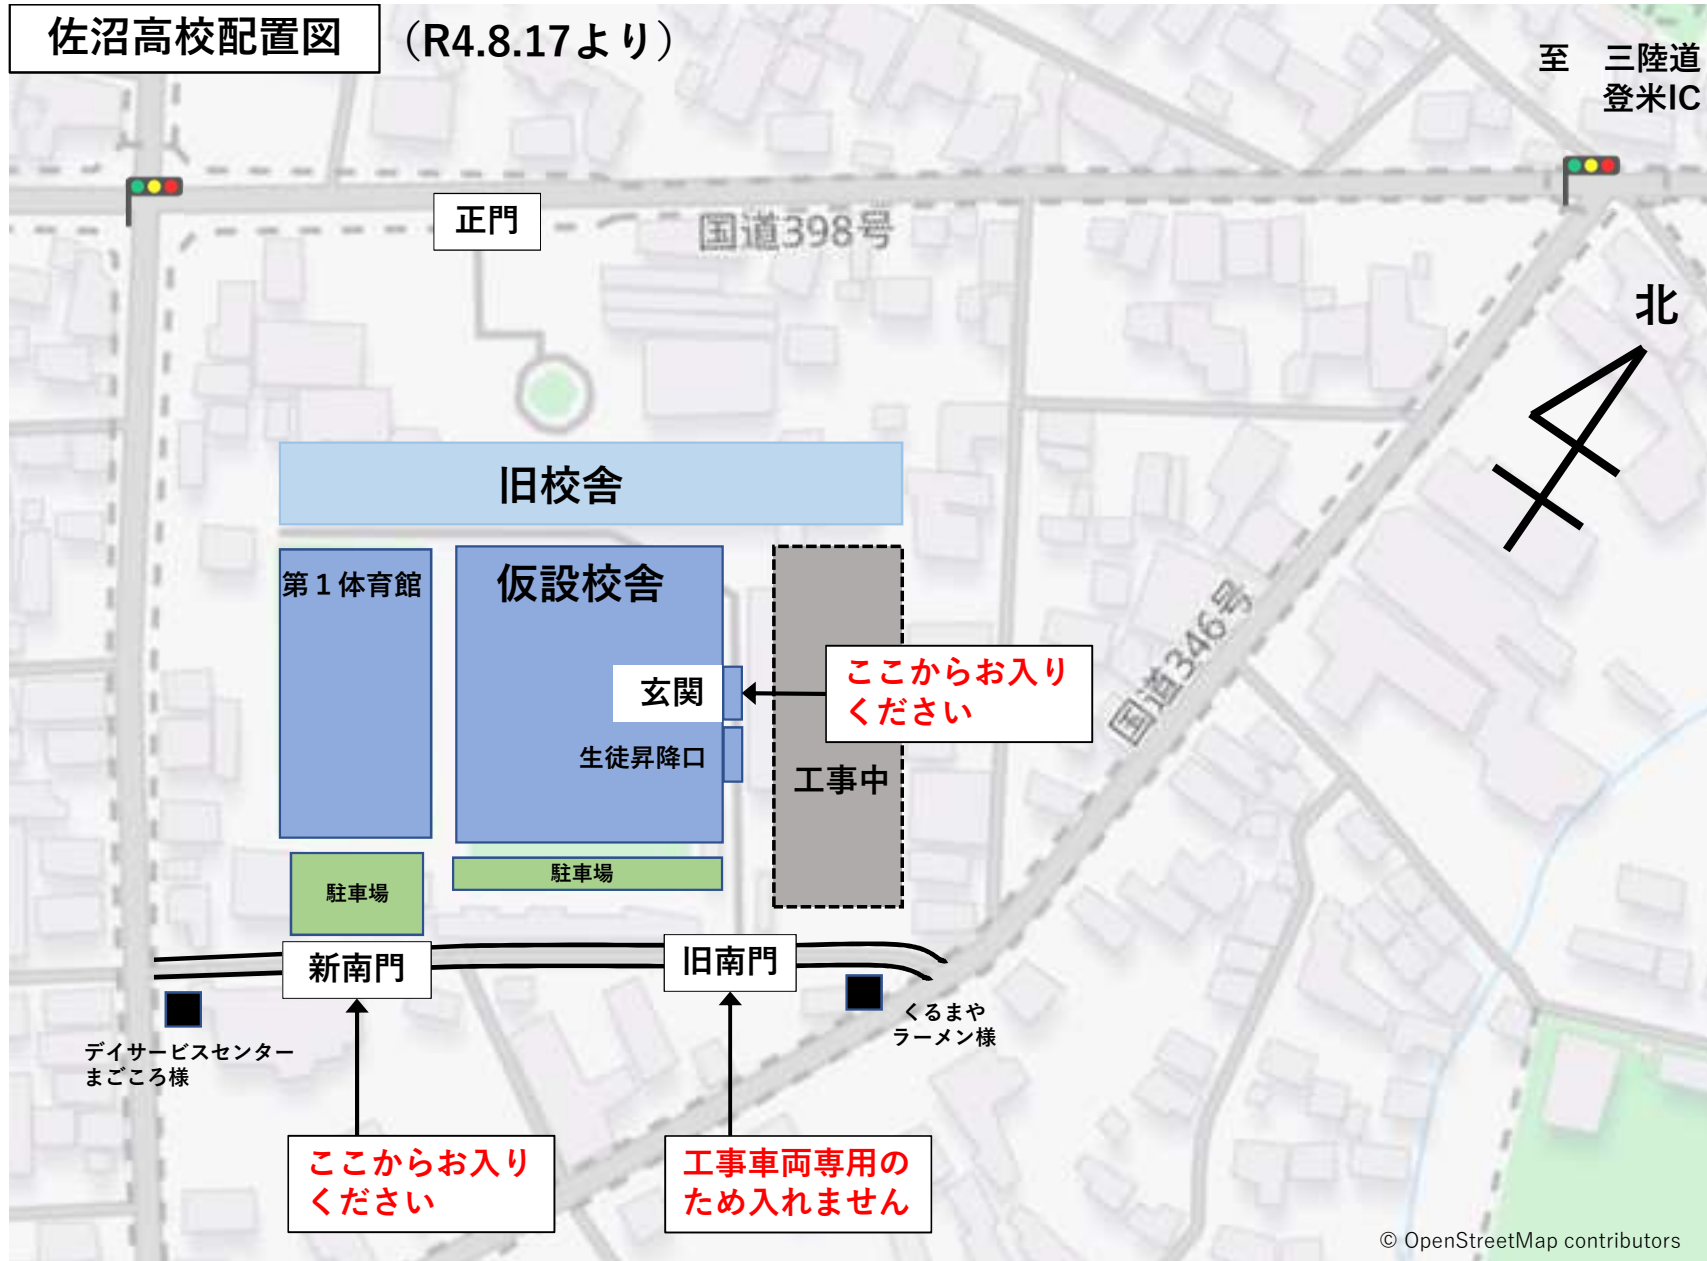 佐沼高校配置図
（R4.8.17より）
至　三陸道
登米IC
正門
国道398号
北
旧校舎
第１体育館
仮設校舎
玄関
ここからお入り
ください
生徒昇降口
工事中
国道346号
駐車場
駐車場
新南門
旧南門
くるまや
ラーメン様
デイサービスセンター
まごころ様
ここからお入り
ください
工事車両専用の
ため入れません
© OpenStreetMap contributors